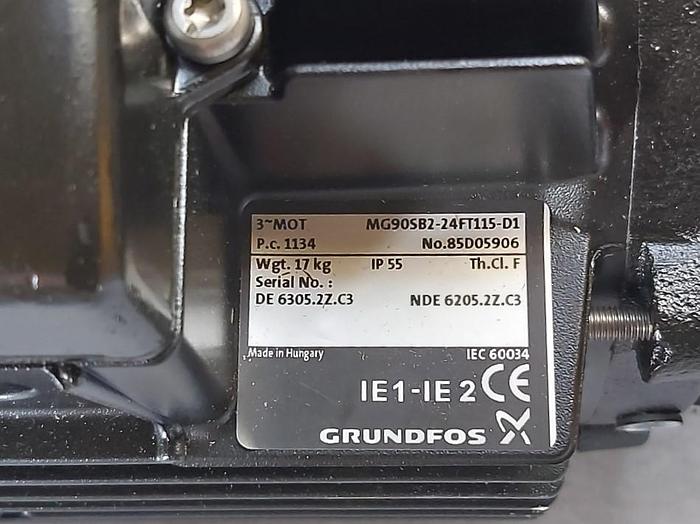 3~MOT MG90SB2-24FT115-D1
P.c. 1134 No.85D05906
Wgt. 17 kg IP 55 Th.Cl. F
Serial No. :
DE 6305.2Z.C3 NDE 6205.2Z.C3
Made in Hungary IEC 60034
IE1-IE2 CE
GRUNDFOS